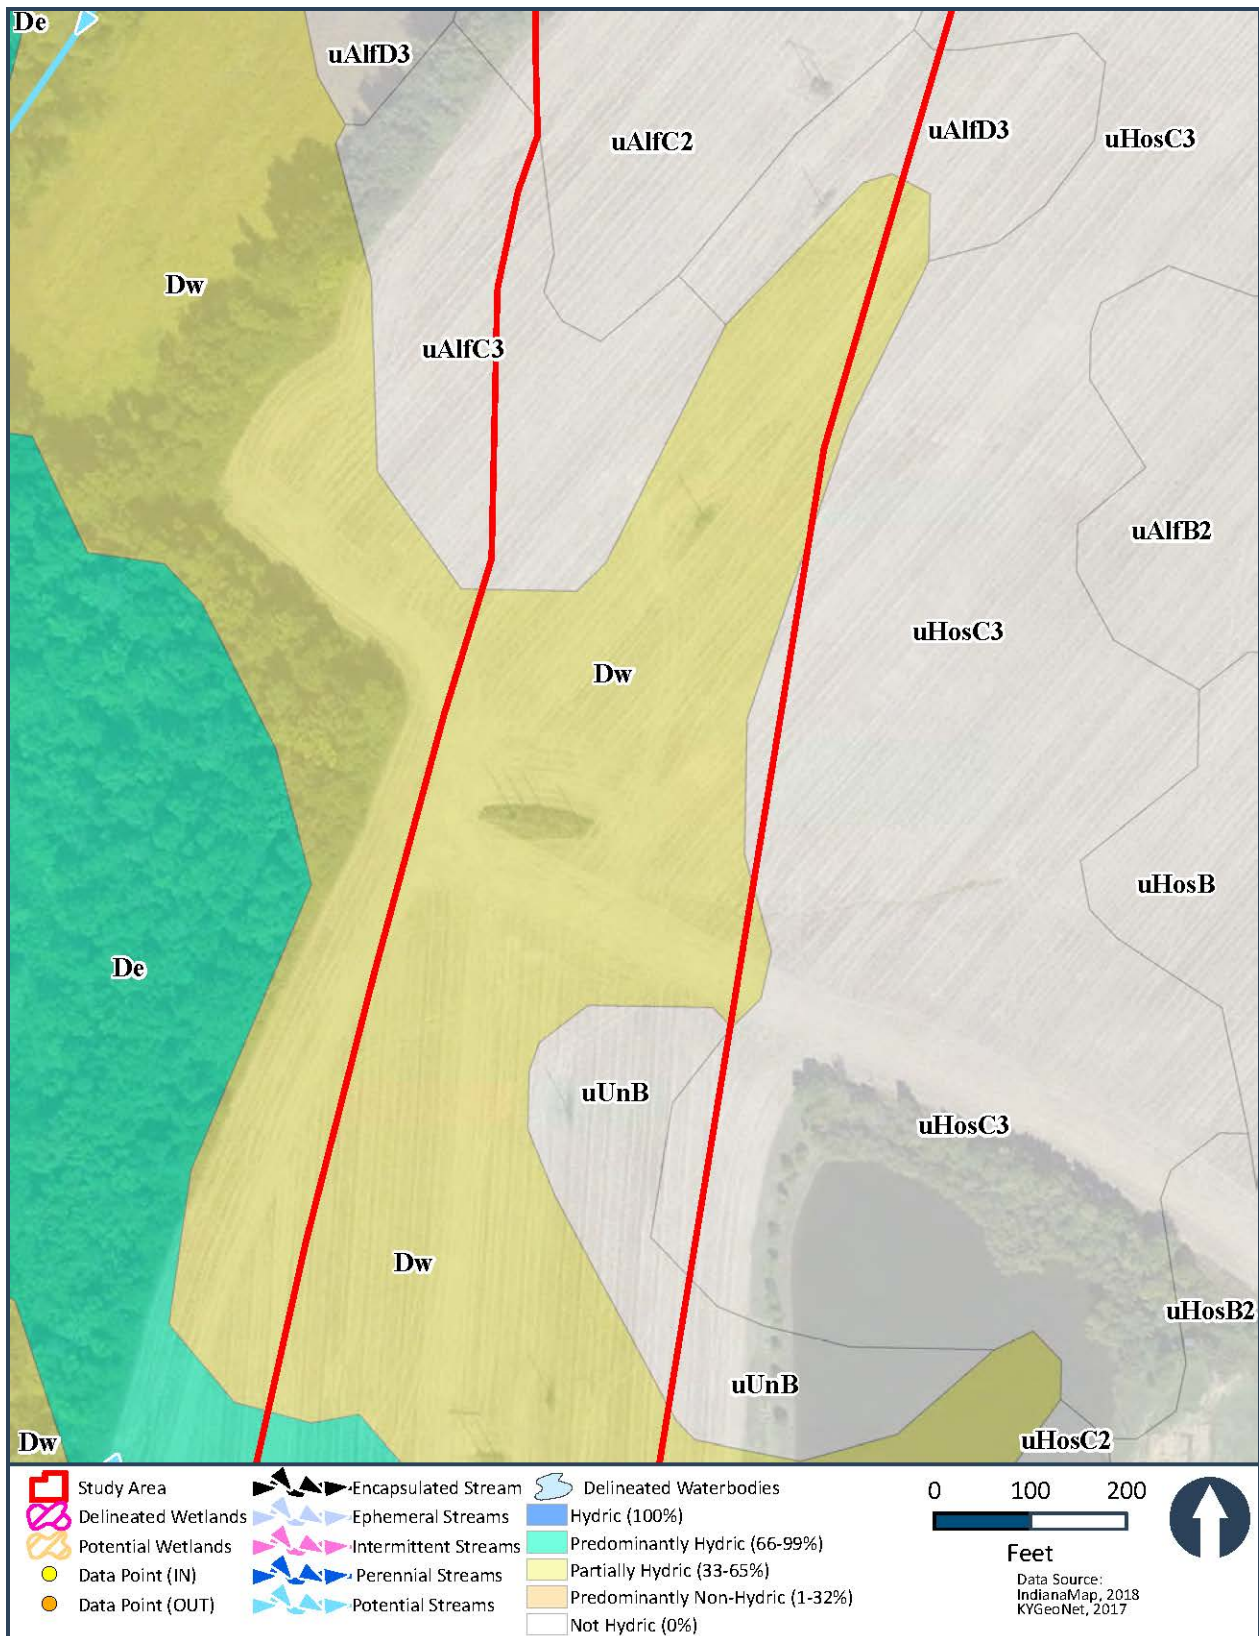 De
uAlfD3
uAlfC2
uAlfD3
uHosC3
Dw
uAlfC3
uAlfB2
uHosC3
Dw
uHosB
De
uUnB
uHosC3
Dw
uHosB2
uUnB
Dw
uHosC2
Study Area
Delineated Wetlands
Potential Wetlands
Data Point (IN)
Data Point (OUT)
Encapsulated Stream
Ephemeral Streams
Intermittent Streams
Perennial Streams
Potential Streams
Delineated Waterbodies
Hydric (100%)
Predominantly Hydric (66-99%)
Partially Hydric (33-65%)
Predominantly Non-Hydric (1-32%)
Not Hydric (0%)
0 100 200
Feet
Data Source:
IndianaMap, 2018
KYGeoNet, 2017